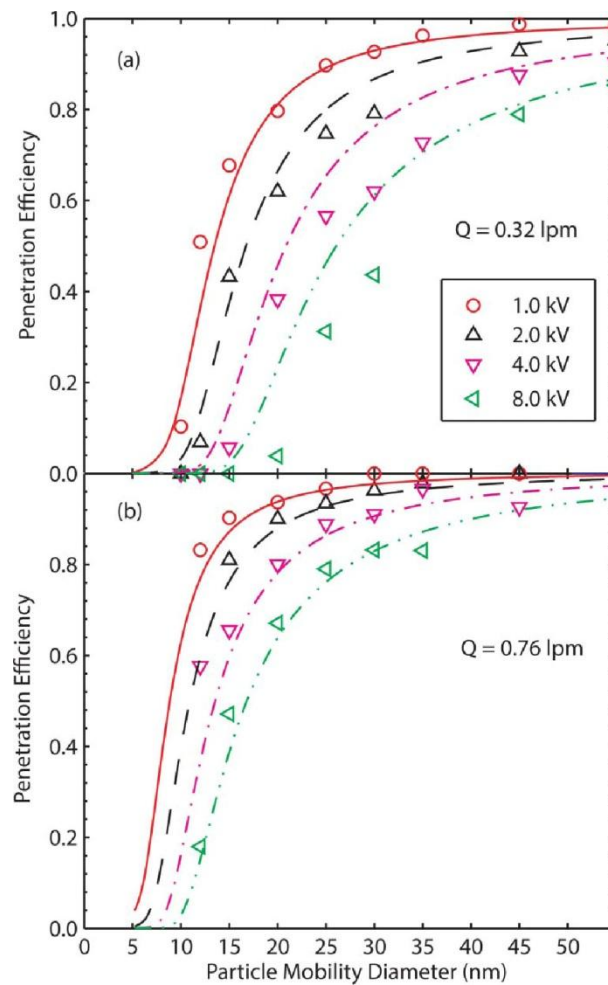 1.0
(a)
0.8
0.6
Penetration Efficiency
Q = 0.32 lpm
0.4
1.0 kV
2.0 kV
4.0 kV
8.0 kV
0.2
0.0
(b)
0.8
0.6
Penetration Efficiency
Q = 0.76 lpm
0.4
0.2
0.0
0 5 10 15 20 25 30 35 40 45 50
Particle Mobility Diameter (nm)